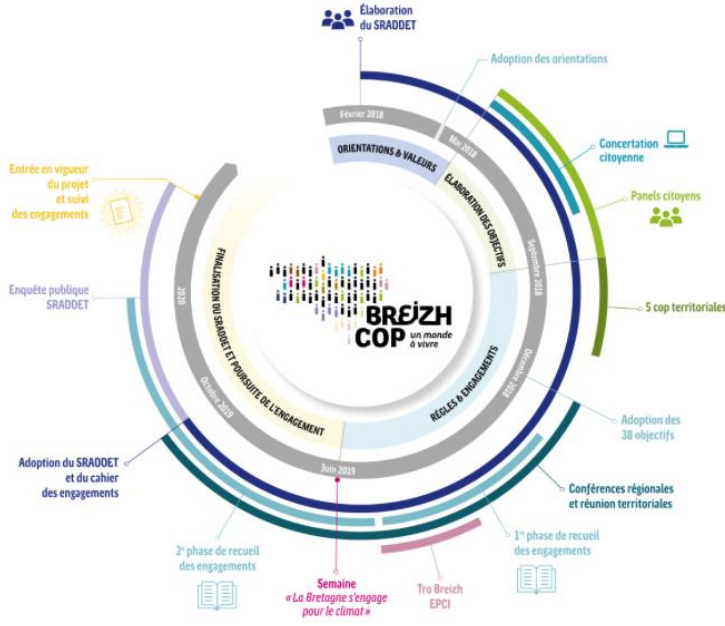 Élaboration
du SRADDET
Adoption des orientations
Février 2018
Mai 2018
ORIENTATIONS & VALEURS
Concertation
citoyenne
ÉLABORATION DES OBJECTIFS
Panels citoyens
Septembre 2018
Entrée en vigueur
du projet
et suivi
des engagements
Enquête publique
SRADDET
2020
FINALISATION DU SRADDET ET POURSUITE DE L'ENGAGEMENT
BREIZH
COP
un monde
à vivre
5 cop territoriales
Décembre 2018
RÉGLES & ENGAGEMENTS
Octobre 2019
Adoption des
38 objectifs
Adoption du SRADDET
et du cahier
des engagements
Juin 2019
Conférences régionales
et réunion territoriales
2e phase de recueil
des engagements
1re phase de recueil
des engagements
Semaine
« La Bretagne s'engage
pour le climat »
Tro Breizh
EPCI